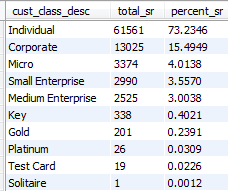 cust_class_desc total_sr percent_sr
Individual 61561 73.2346
Corporate 13025 15.4949
Micro 3374 4.0138
Small Enterprise 2990 3.5570
Medium Enterprise 2525 3.0038
Key 338 0.4021
Gold 201 0.2391
Platinum 26 0.0309
Test Card 19 0.0226
Solitaire 1 0.0012